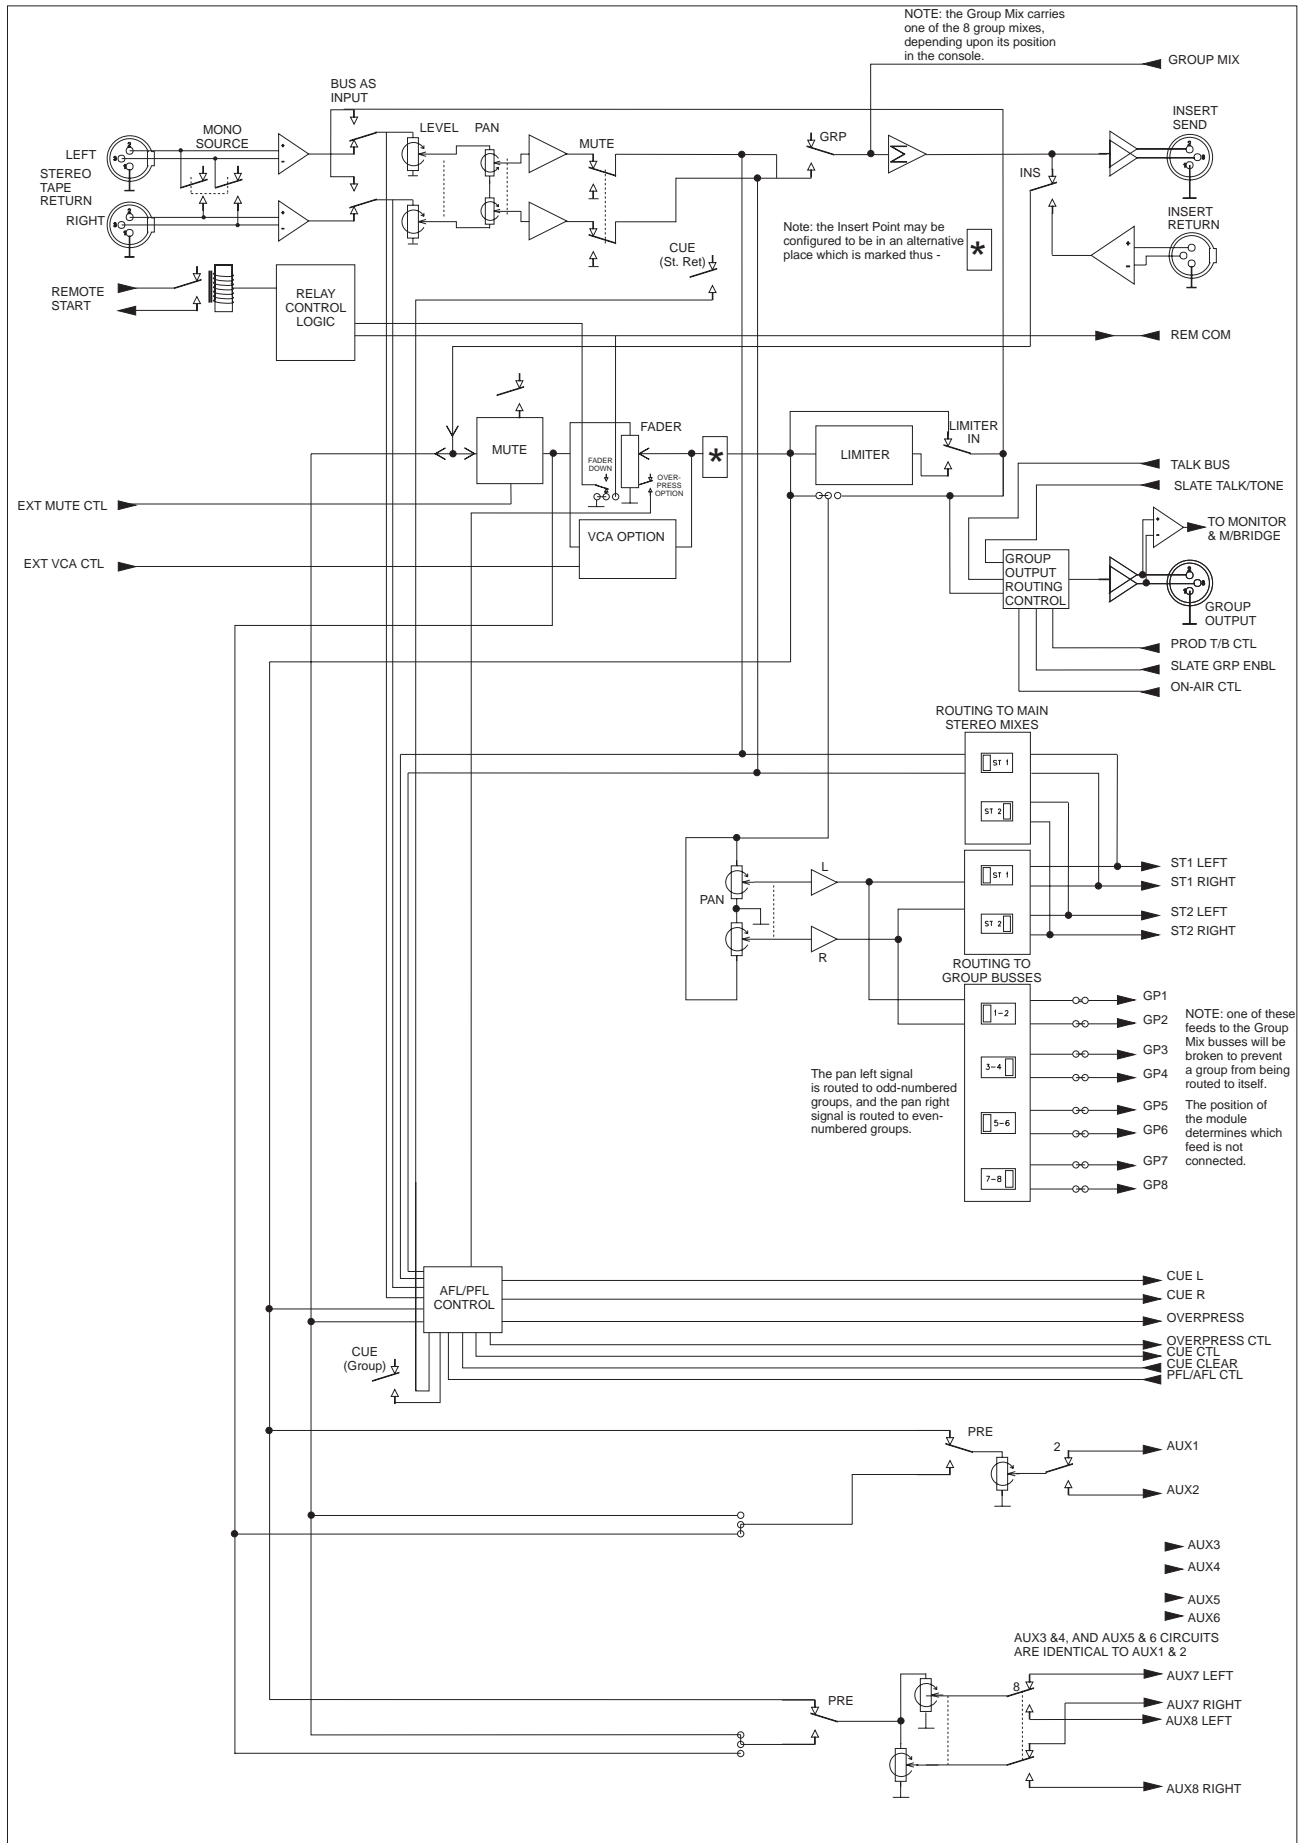 NOTE: the Group Mix carries
one of the 8 group mixes,
depending upon its position
in the console.
GROUP MIX
BUS AS
INPUT
MONO
SOURCE
LEVEL
PAN
MUTE
GRP
INSERT
SEND
LEFT
STEREO
TAPE
RETURN
RIGHT
INS
INSERT
RETURN
Note: the Insert Point may be
configured to be in an alternative
place which is marked thus -
*
CUE
(St. Ret)
REMOTE
START
RELAY
CONTROL
LOGIC
REM COM
MUTE
FADER
FADER
DOWN
OVER-
PRESS
OPTION
*
LIMITER
LIMITER
IN
TALK BUS
SLATE TALK/TONE
EXT MUTE CTL
VCA OPTION
EXT VCA CTL
TO MONITOR
& M/BRIDGE
GROUP
OUTPUT
ROUTING
CONTROL
GROUP
OUTPUT
PROD T/B CTL
SLATE GRP ENBL
ON-AIR CTL
ROUTING TO MAIN
STEREO MIXES
ST 1
ST 2
ST 1
ST 2
ST1 LEFT
ST1 RIGHT
ST2 LEFT
ST2 RIGHT
PAN
L
R
ROUTING TO
GROUP BUSSES
1-2
3-4
5-6
7-8
GP1
GP2
GP3
GP4
GP5
GP6
GP7
GP8
NOTE: one of these
feeds to the Group
Mix busses will be
broken to prevent
a group from being
routed to itself.
The position of
the module
determines which
feed is not
connected.
The pan left signal
is routed to odd-numbered
groups, and the pan right
signal is routed to even-
numbered groups.
AFL/PFL
CONTROL
CUE L
CUE R
OVERPRESS
OVERPRESS CTL
CUE CTL
CUE CLEAR
PFL/AFL CTL
CUE
(Group)
PRE
2
AUX1
AUX2
AUX3
AUX4
AUX5
AUX6
AUX3 &4, AND AUX5 & 6 CIRCUITS
ARE IDENTICAL TO AUX1 & 2
PRE
8
AUX7 LEFT
AUX7 RIGHT
AUX8 LEFT
AUX8 RIGHT